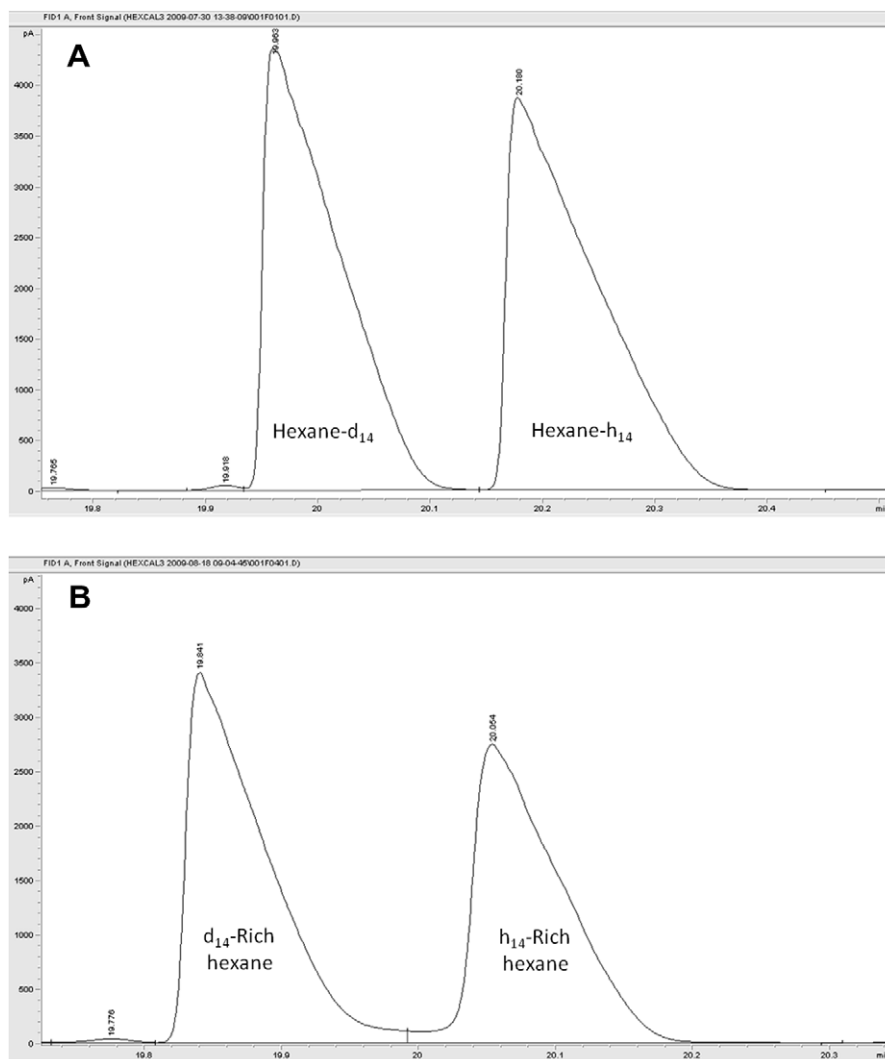 FID1 A, Front Signal (HEXCAL3 2009-07-30 13-38-09\001F0101.D)
pA
A
19.963
20.180
4000
3500
3000
2500
2000
1500
1000
Hexane-d14
Hexane-h14
500
19.765
19.918
0
19.8
19.9
20
20.1
20.2
20.3
20.4
mi
FID1 A, Front Signal (HEXCAL3 2009-08-18 09-04-46\001F0401.D)
pA
B
4000
19.841
3500
20.054
3000
2500
2000
1500
1000
d14-Rich
hexane
h14-Rich
hexane
500
19.776
0
19.8
19.9
20
20.1
20.2
20.3